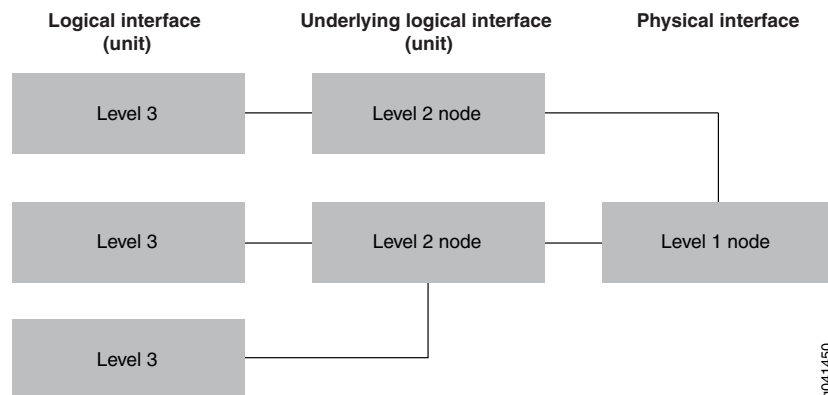 Logical interface
(unit)
Underlying logical interface
(unit)
Physical interface
Level 3
Level 2 node
Level 3
Level 2 node
Level 1 node
Level 3
g041450